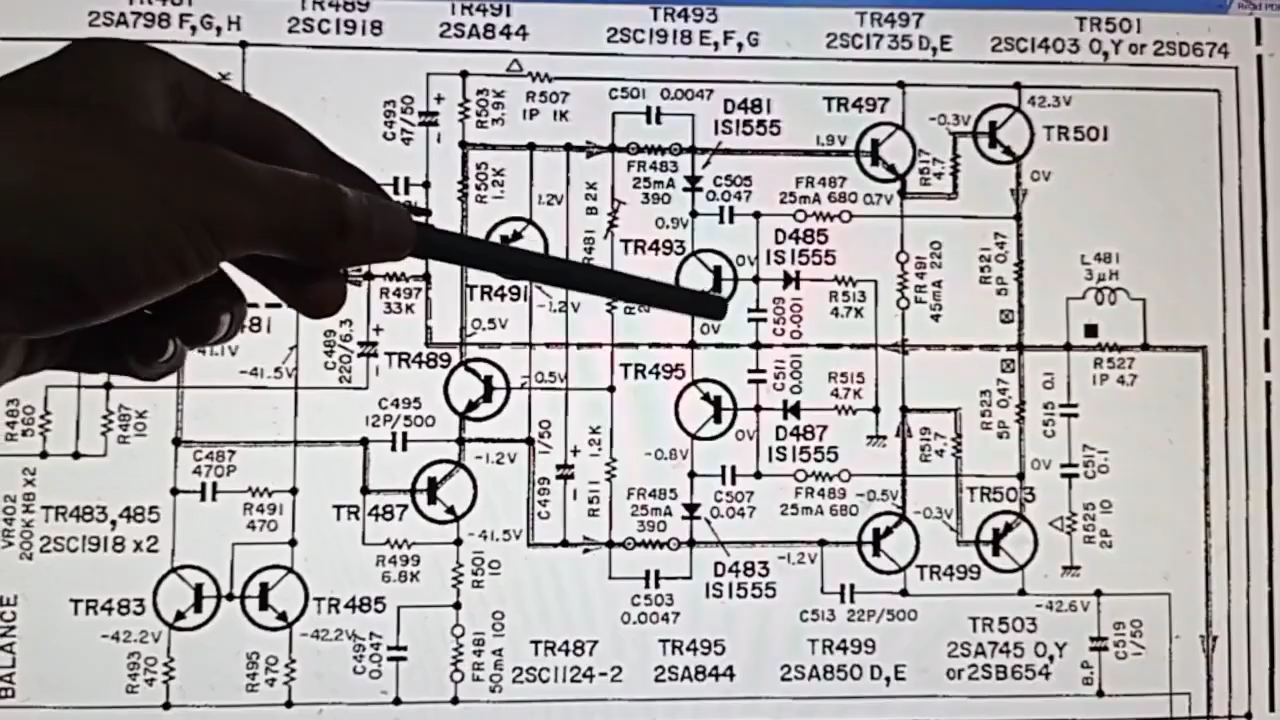 TR489
TR491
TR493
TR497
TR501
2SA798 F,G,H
2SC1918
2SA844
2SC1918 E,F,G
2SC1735 D,E
2SC1403 O,Y or 2SD674
C493
47/50
R503
3.9K
R507
1P 1K
C501 0.0047
D481
IS1555
TR497
1.9V
-0.3V
42.3V
TR501
R517
4.7
0V
R505
1.2K
1.2V
R481 B2K
FR483
25mA
390
C505
0.047
FR487
25mA 680
0.7V
0.9V
TR493
0V
D485
IS1555
FR491
45mA 220
R521
5P 0.47
L481
3μH
R497
33K
TR491
-1.2V
0V
C509
0.001
R513
4.7K
481
-41.1V
-41.5V
C489
220/6.3
0.5V
TR489
0.5V
TR495
C511
0.001
R515
4.7K
R527
1P 4.7
R523
5P 0.47
C515 0.1
R483
560
R487
10K
C495
12P/500
0V
D487
IS1555
R519
4.7
C487
470P
-1.2V
C499 1/50
R511 1.2K
-0.8V
0V
C517
0.1
R491
470
TR487
FR485
25mA
390
C507
0.047
FR489
25mA 680
-0.5V
-0.3V
TR503
R525
2P 10
VR402
200KH8 X2
TR483,485
2SC1918 x2
-41.5V
R499
6.8K
R501
10
-1.2V
D483
IS1555
TR499
TR483
TR485
C503
0.0047
C513 22P/500
-42.6V
-42.2V
-42.2V
C497
0.047
FR481
50mA 100
BALANCE
R493
470
R495
470
TR487
2SC1124-2
TR495
2SA844
TR499
2SA850 D,E
TR503
2SA745 O,Y
or 2SB654
B.P
C519
1/50